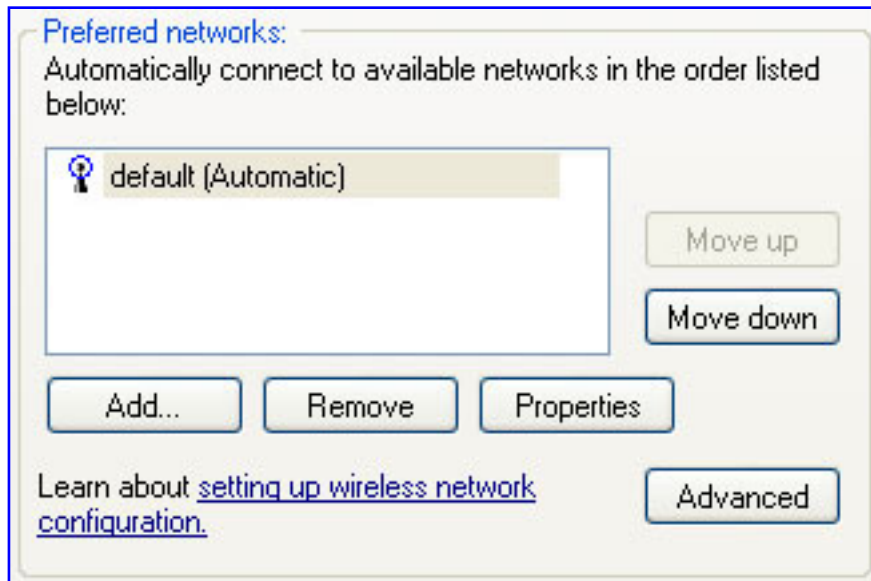 Preferred networks:
Automatically connect to available networks in the order listed
below:
default (Automatic)
Move up
Move down
Add...
Remove
Properties
Learn about setting up wireless network
configuration.
Advanced